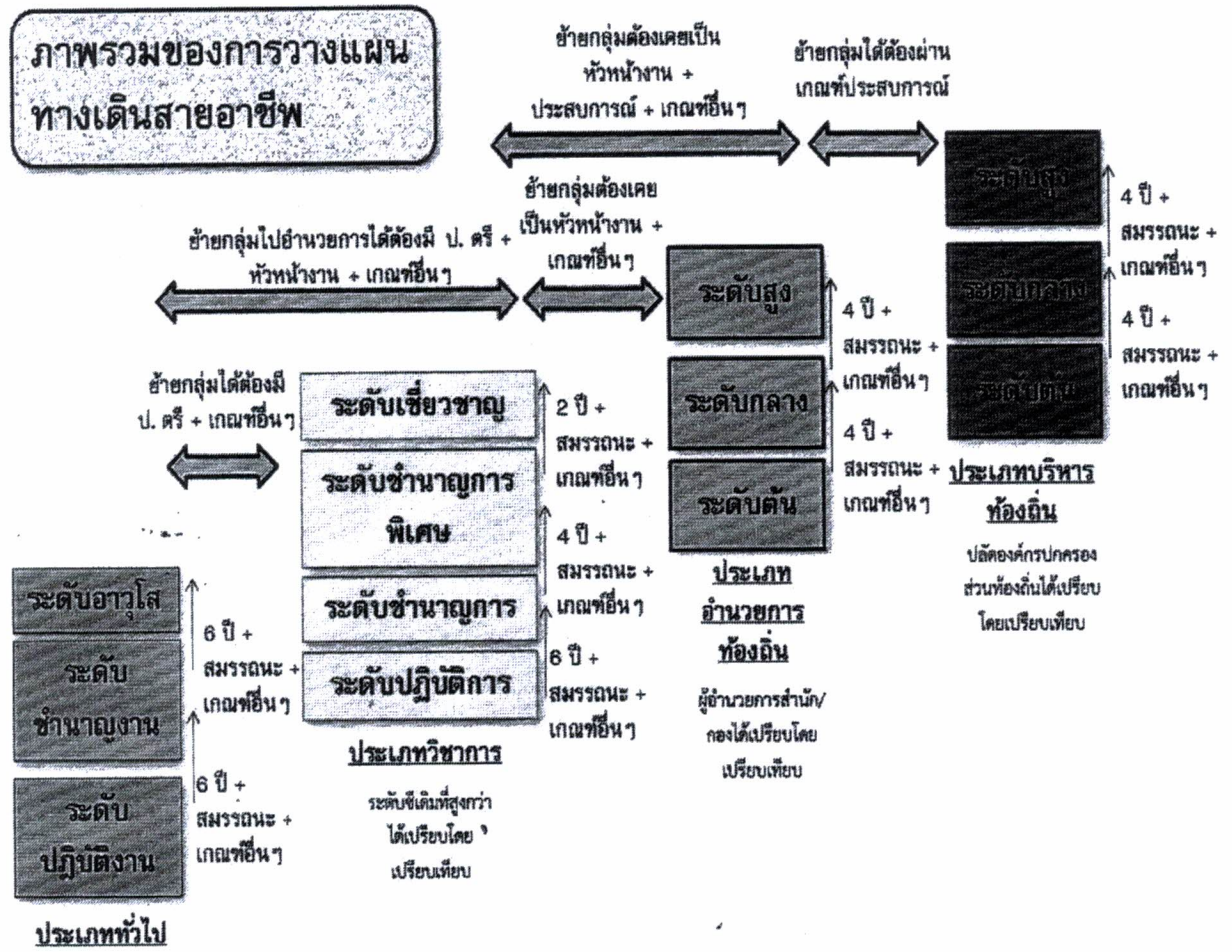 ภาพรวมของการวางแผน
ทางเดินสายอาชีพ
ย้ายกลุ่มต้องเคยเป็น
หัวหน้างาน +
ประสบการณ์ + เกณฑ์อื่นๆ
ย้ายกลุ่มได้ต้องผ่าน
เกณฑ์ประสบการณ์
ย้ายกลุ่มไปอำนวยการได้ต้องมี ป. ตรี +
หัวหน้างาน + เกณฑ์อื่นๆ
ย้ายกลุ่มต้องเคย
เป็นหัวหน้างาน +
เกณฑ์อื่นๆ
ย้ายกลุ่มได้ต้องมี
ป. ตรี + เกณฑ์อื่นๆ
ระดับอาวุโส
6 ปี +
สมรรถนะ +
เกณฑ์อื่นๆ
ระดับ
ชำนาญงาน
6 ปี +
สมรรถนะ +
เกณฑ์อื่นๆ
ระดับ
ปฏิบัติงาน
ประเภททั่วไป
ระดับเชี่ยวชาญ
2 ปี +
สมรรถนะ +
เกณฑ์อื่นๆ
ระดับชำนาญการ
พิเศษ
4 ปี +
สมรรถนะ +
เกณฑ์อื่นๆ
ระดับชำนาญการ
6 ปี +
สมรรถนะ +
เกณฑ์อื่นๆ
ระดับปฏิบัติการ
ประเภทวิชาการ
ระดับซีเดิมที่สูงกว่า
ได้เปรียบโดย
เปรียบเทียบ
ระดับสูง
4 ปี +
สมรรถนะ +
เกณฑ์อื่นๆ
ระดับกลาง
4 ปี +
สมรรถนะ +
เกณฑ์อื่นๆ
ระดับต้น
ประเภท
อำนวยการ
ท้องถิ่น
ผู้อำนวยการสำนัก/
กองได้เปรียบโดย
เปรียบเทียบ
ระดับสูง
4 ปี +
สมรรถนะ +
เกณฑ์อื่นๆ
ระดับกลาง
4 ปี +
สมรรถนะ +
เกณฑ์อื่นๆ
ระดับต้น
ประเภทบริหาร
ท้องถิ่น
ปลัดองค์กรปกครอง
ส่วนท้องถิ่นได้เปรียบ
โดยเปรียบเทียบ